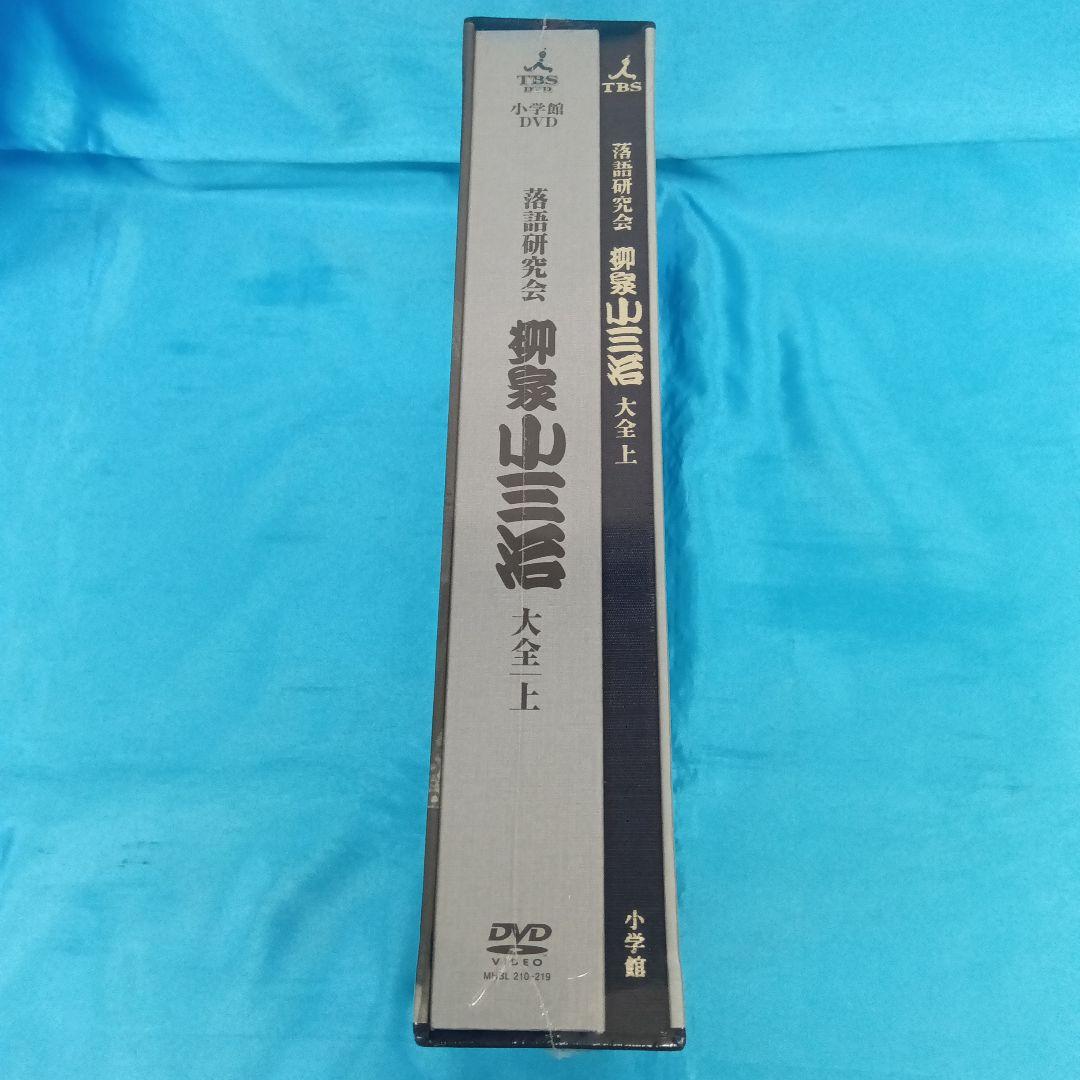 TBS
DVD
小学館
DVD
落語研究会
柳家小三治
大全 上
DVD
VIDEO
MHBL 210-219
TBS
落語研究会 柳家小三治 大全 上
小学館